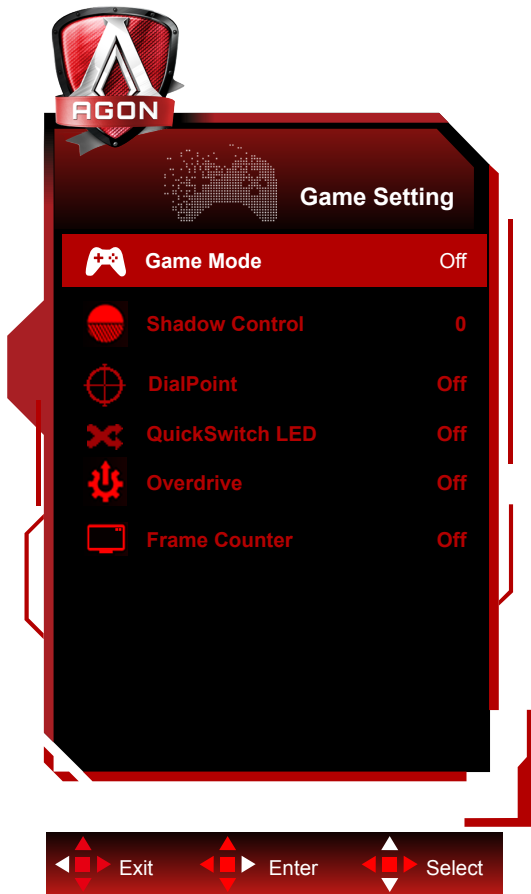 AGON
Game Setting
Game Mode Off
Shadow Control 0
DialPoint Off
QuickSwitch LED Off
Overdrive Off
Frame Counter Off
Exit Enter Select